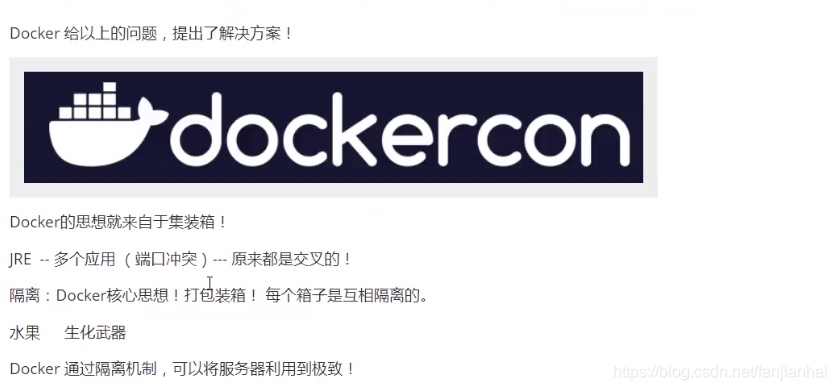 Docker 给以上的问题，提出了解决方案！
dockercon
Docker的思想就来自于集装箱！
JRE -- 多个应用（端口冲突）--- 原来都是交叉的！
隔离：Docker核心思想！打包装箱！ 每个箱子是互相隔离的。
水果 生化武器
Docker 通过隔离机制，可以将服务器利用到极致！
https://blog.csdn.net/fanjianhai